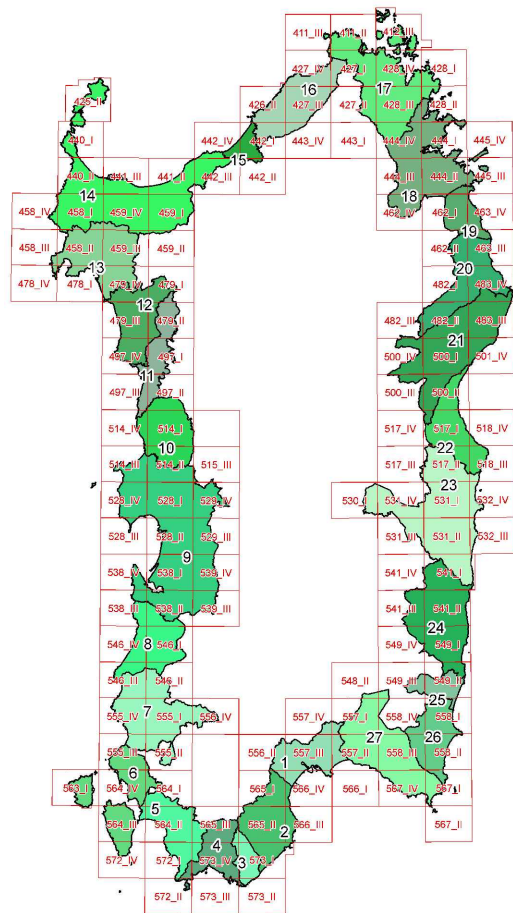 411_III 411_II 412_III
427_IV 427_I 428_IV 428_I
16 17
425_II
426_II 427_III 427_II 428_III 428_II
440_I 442_IV 442_I 443_IV 443_I 444_IV 444_I 445_IV
15
440_II 441_III 441_II 442_III 442_II 444_III 444_II 445_III
14 18
458_IV 458_I 459_IV 459_I 462_IV 462_I 463_IV
19
458_III 458_II 459_II 459_II 462_II 463_III
13 20
478_IV 478_I 479_IV 479_I 482_I 483_IV
12
479_III 479_II 482_III 482_II 483_III
21
497_IV 497_I 500_IV 500_I 501_IV
11
497_III 497_II 500_III 500_II
514_IV 514_I 517_IV 517_I 518_IV
10 22
514_III 514_II 515_III 517_III 517_II 518_III
23
528_IV 528_I 529_IV 530_I 531_IV 531_I 532_IV
528_III 528_II 529_III 531_III 531_II 532_III
9
538_IV 538_I 539_IV 541_IV 541_I
538_III 538_II 539_III 541_III 541_II
24
546_IV 546_I 549_IV 549_I
8
546_III 546_II 548_II 549_III 549_II
25
7
555_IV 555_I 556_IV 557_IV 557_I 558_IV 558_I
27 26
555_III 555_II 556_II 557_III 557_II 558_III 558_II
1
6
563_I 564_IV 564_I 565_I 566_IV 566_I 567_IV 567_I
5
564_III 564_I 565_III 565_II 566_III 567_II
2
4
572_IV 572_I 573_IV 573_I
3
572_II 573_III 573_II